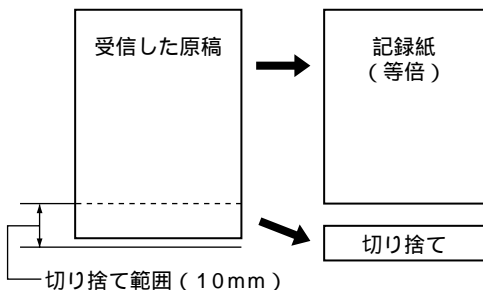 受信した原稿
記録紙
（等倍）
切り捨て
切り捨て範囲（10mm）